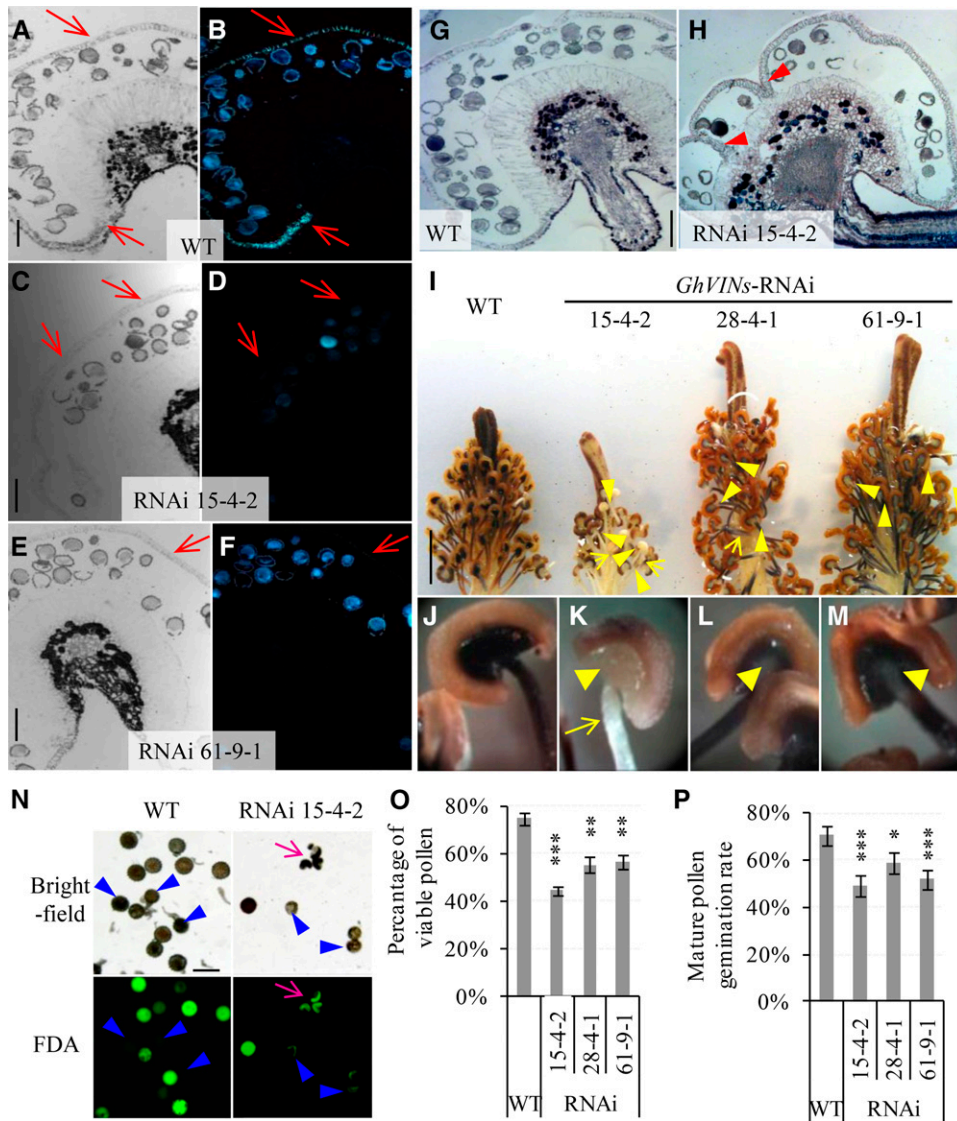 A
B
WT
C
D
RNAi 15-4-2
E
F
RNAi 61-9-1
G
WT
H
RNAi 15-4-2
I
WT
GhVINs-RNAi
15-4-2
28-4-1
61-9-1
J
K
L
M
N
WT
RNAi 15-4-2
Bright
-field
FDA
O
Percentage of
viable pollen
80%
60%
40%
20%
0%
***
**
**
WT
15-4-2
28-4-1
61-9-1
RNAi
P
Mature pollen
gemination rate
80%
60%
40%
20%
0%
***
*
***
WT
15-4-2
28-4-1
61-9-1
RNAi